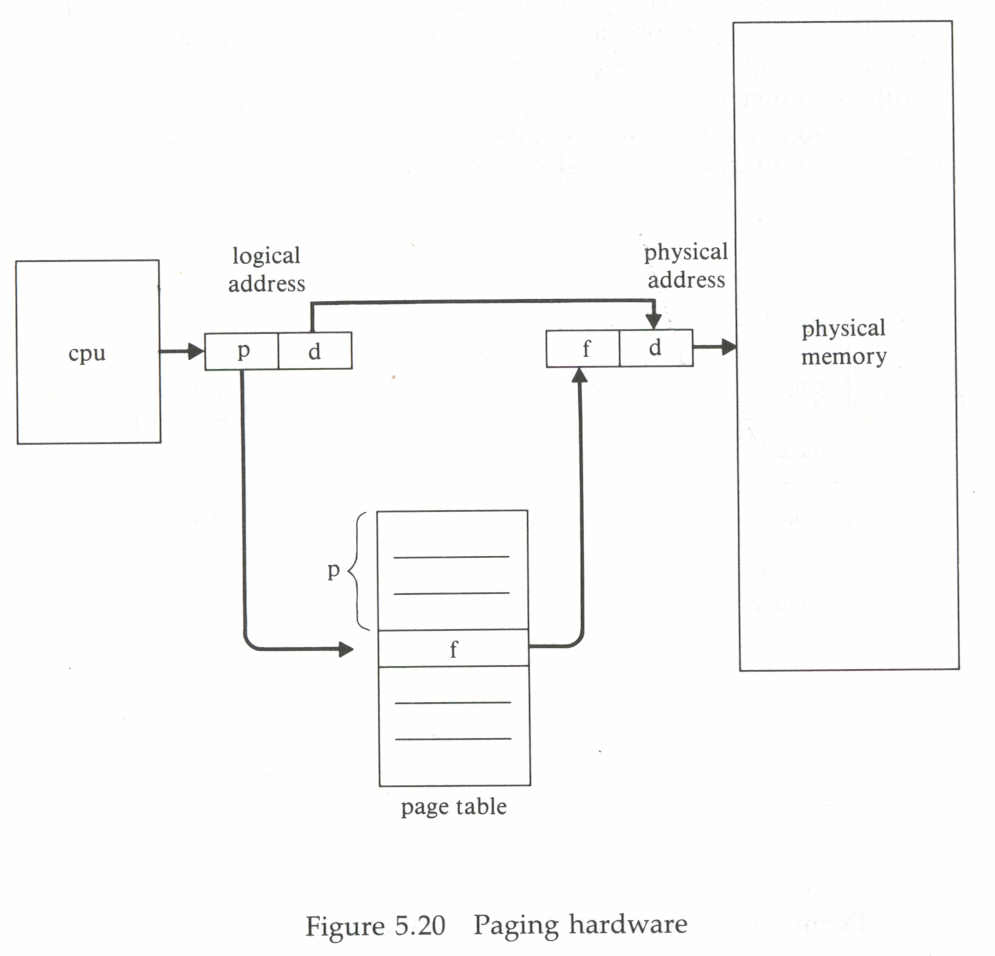 logical
address
physical
address
cpu
p
d
f
d
physical
memory
p
f
page table
Figure 5.20 Paging hardware